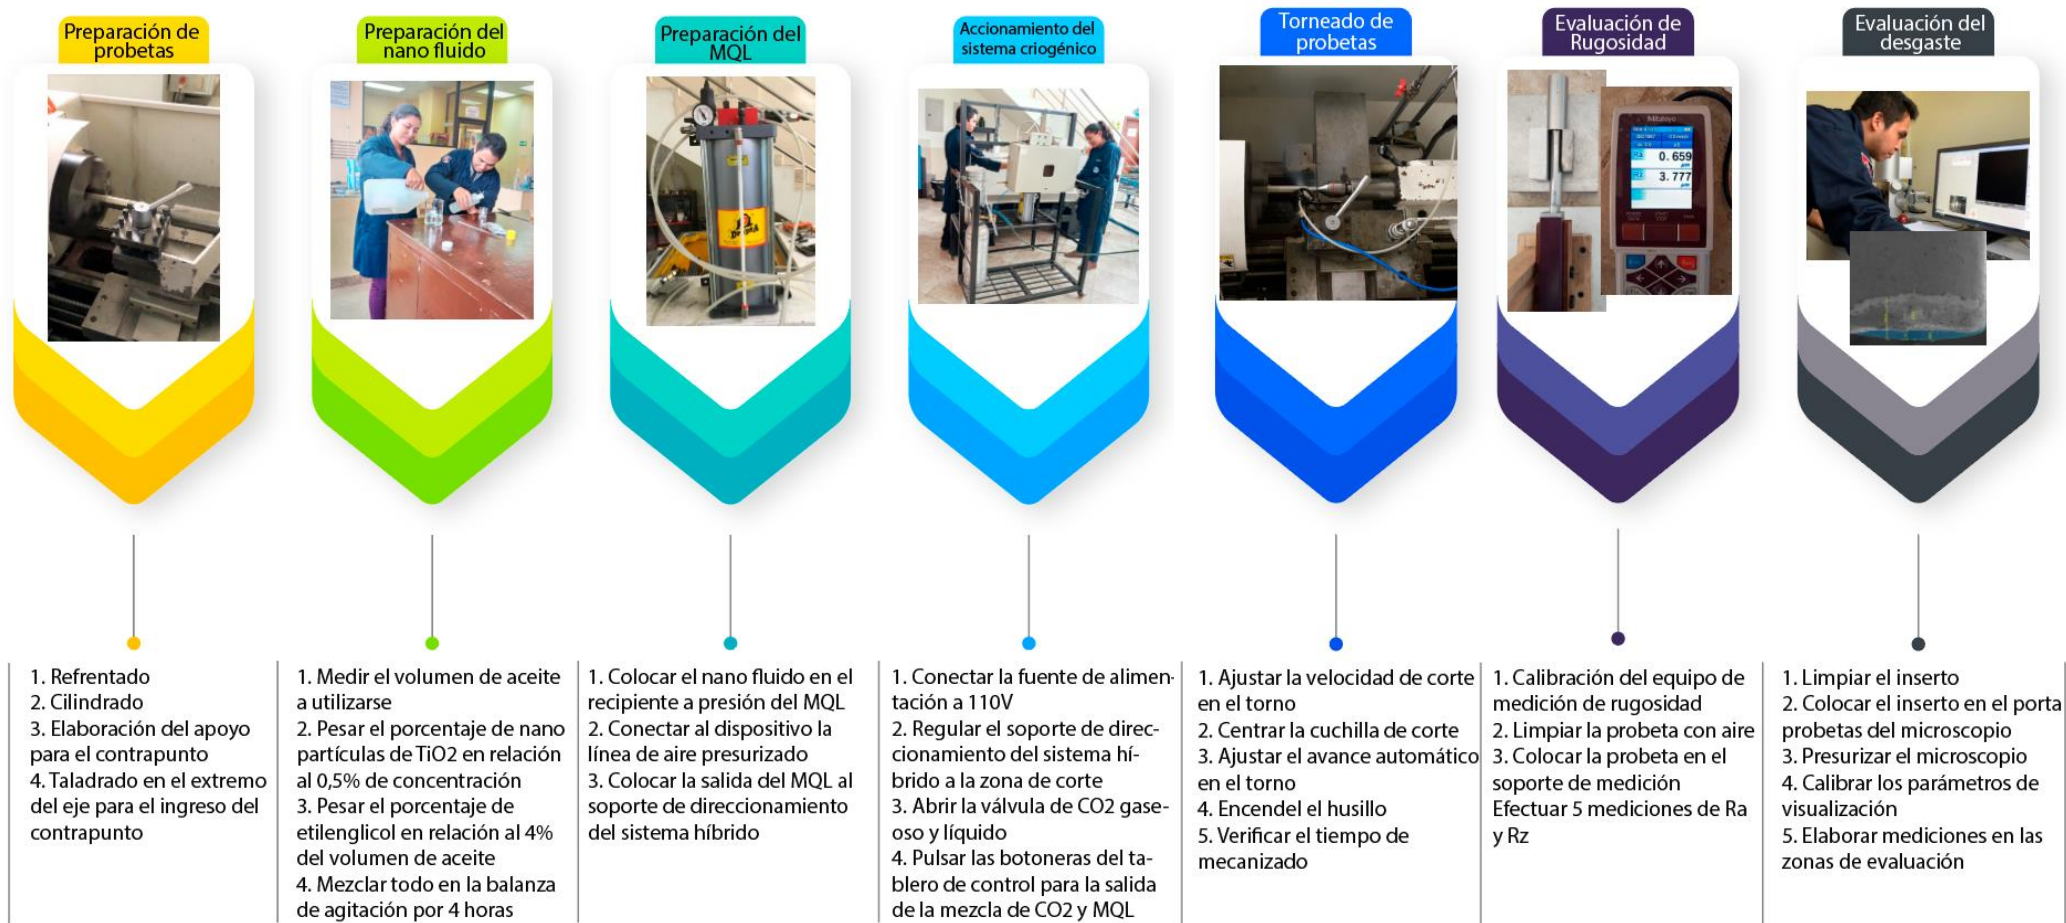 Preparación de
probetas
Preparación del
nano fluido
Preparación del
MQL
Accionamiento del
sistema criogénico
Torneado de
probetas
Evaluación de
Rugosidad
Evaluación del
desgaste
Mitutoyo
0.659
µm
3.777
µm
1. Refrentado
2. Cilindrado
3. Elaboración del apoyo
para el contrapunto
4. Taladrado en el extremo
del eje para el ingreso del
contrapunto
1. Medir el volumen de aceite
a utilizarse
2. Pesar el porcentaje de nano
partículas de TiO2 en relación
al 0,5% de concentración
3. Pesar el porcentaje de
etilenglicol en relación al 4%
del volumen de aceite
4. Mezclar todo en la balanza
de agitación por 4 horas
1. Colocar el nano fluido en el
recipiente a presión del MQL
2. Conectar al dispositivo la
línea de aire presurizado
3. Colocar la salida del MQL al
soporte de direccionamiento
del sistema híbrido
1. Conectar la fuente de alimen-
tación a 110V
2. Regular el soporte de direc-
cionamiento del sistema hí-
brido a la zona de corte
3. Abrir la válvula de CO2 gase-
oso y líquido
4. Pulsar las botoneras del ta-
blero de control para la salida
de la mezcla de CO2 y MQL
1. Ajustar la velocidad de corte
en el torno
2. Centrar la cuchilla de corte
3. Ajustar el avance automático
en el torno
4. Encendel el husillo
5. Verificar el tiempo de
mecanizado
1. Calibración del equipo de
medición de rugosidad
2. Limpiar la probeta con aire
3. Colocar la probeta en el
soporte de medición
Efectuar 5 mediciones de Ra
y Rz
1. Limpiar el inserto
2. Colocar el inserto en el porta
probetas del microscopio
3. Presurizar el microscopio
4. Calibrar los parámetros de
visualización
5. Elaborar mediciones en las
zonas de evaluación